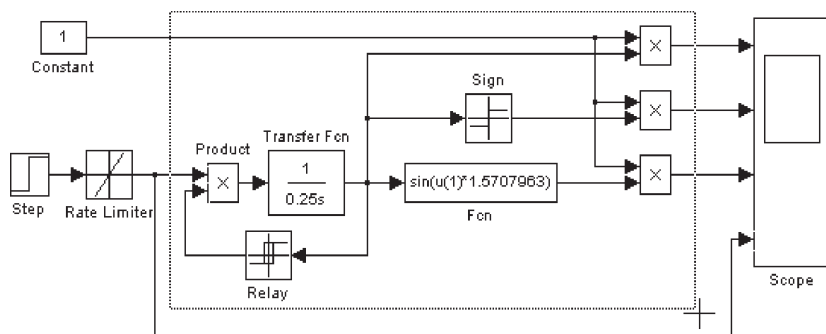 1
Constant
×
Sign
×
Product
Transfer Fcn
×
1
0.25s
sin(u(1)*1.5707963)
×
Step
Rate Limiter
Fcn
Relay
Scope